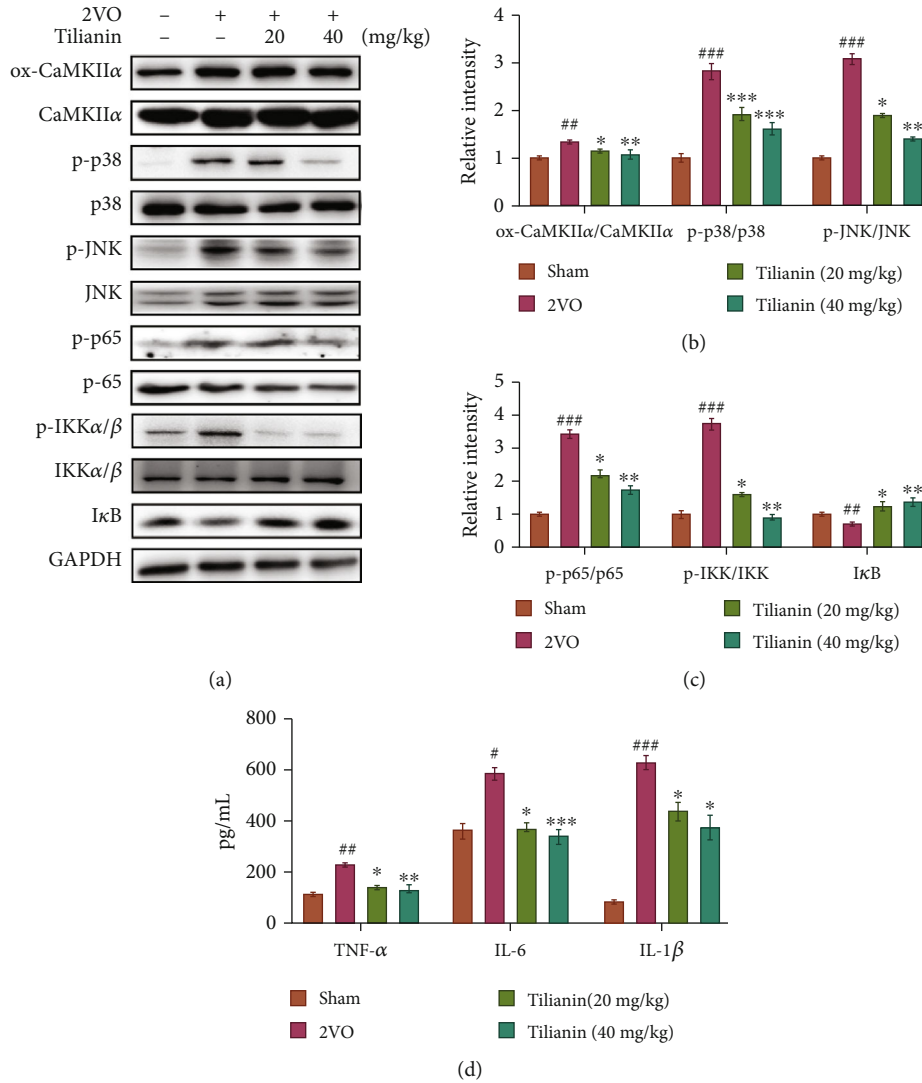 2VO – + + +
Tilianin – – 20 40 (mg/kg)
ox-CaMKIIα
CaMKIIα
p-p38
p38
p-JNK
JNK
p-p65
p-65
p-IKKα/β
IKKα/β
IκB
GAPDH
(a)
Relative intensity
4
3
2
1
0
##
*
**
###
***
***
###
*
**
ox-CaMKIIα/CaMKIIα p-p38/p38 p-JNK/JNK
Sham
2VO
Tilianin (20 mg/kg)
Tilianin (40 mg/kg)
(b)
Relative intensity
5
4
3
2
1
0
###
*
**
###
*
**
##
*
**
p-p65/p65 p-IKK/IKK IκB
Sham
2VO
Tilianin (20 mg/kg)
Tilianin (40 mg/kg)
(c)
pg/mL
800
600
400
200
0
##
*
**
#
*
***
###
*
*
TNF-α IL-6 IL-1β
Sham
2VO
Tilianin(20 mg/kg)
Tilianin (40 mg/kg)
(d)